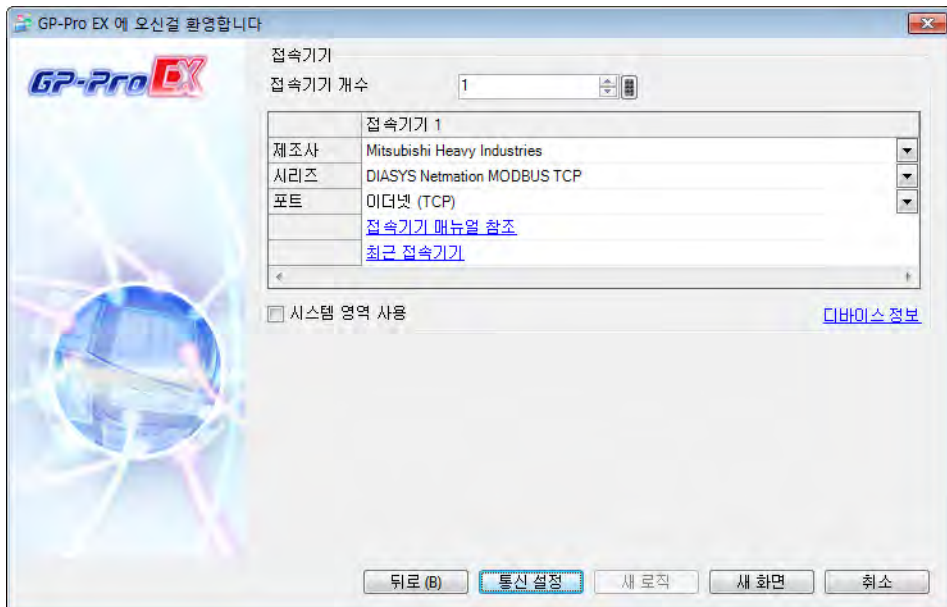 GP-Pro EX 에 오신걸 환영합니다
GP-Pro EX
접속기기
접속기기 개수 1
접속기기 1
제조사 Mitsubishi Heavy Industries
시리즈 DIASYS Netmation MODBUS TCP
포트 이더넷 (TCP)
접속기기 매뉴얼 참조
최근 접속기기
시스템 영역 사용 디바이스 정보
뒤로 (B) 통신 설정 새 로직 새 화면 취소